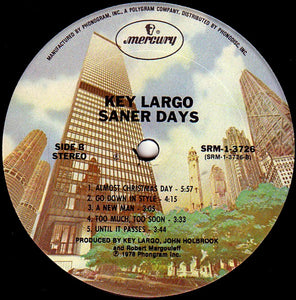 MANUFACTURED BY PHONOGRAM, INC., A POLYGRAM COMPANY, DISTRIBUTED BY PHONODISC, INC.
mercury
KEY LARGO
SANER DAYS
SIDE B
STEREO
SRM-1-3726
(SRM-1-3726-B)
1. ALMOST CHRISTMAS DAY - 5:57
2. GO DOWN IN STYLE - 4:15
3. A NEW MAN - 3:05
4. TOO MUCH, TOO SOON - 3:33
5. UNTIL IT PASSES - 3:44
PRODUCED BY KEY LARGO, JOHN HOLBROOK
and Robert Margouleff
℗ 1978 Phonogram Inc.